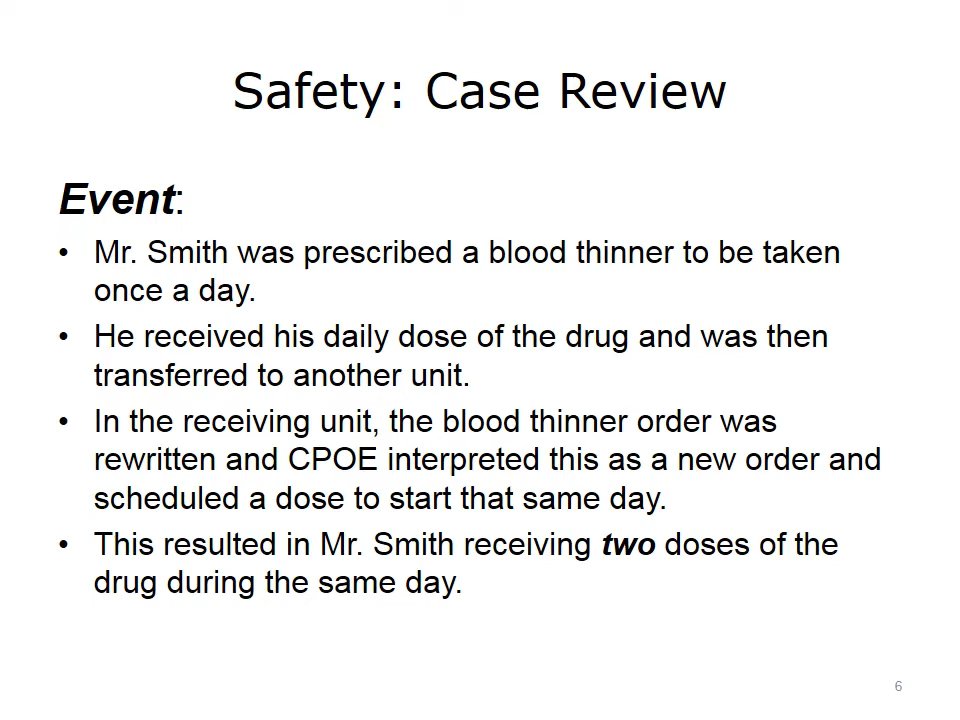 Safety: Case Review
Event:
• Mr. Smith was prescribed a blood thinner to be taken
once a day.
• He received his daily dose of the drug and was then
transferred to another unit.
• In the receiving unit, the blood thinner order was
rewritten and CPOE interpreted this as a new order and
scheduled a dose to start that same day.
• This resulted in Mr. Smith receiving two doses of the
drug during the same day.
6